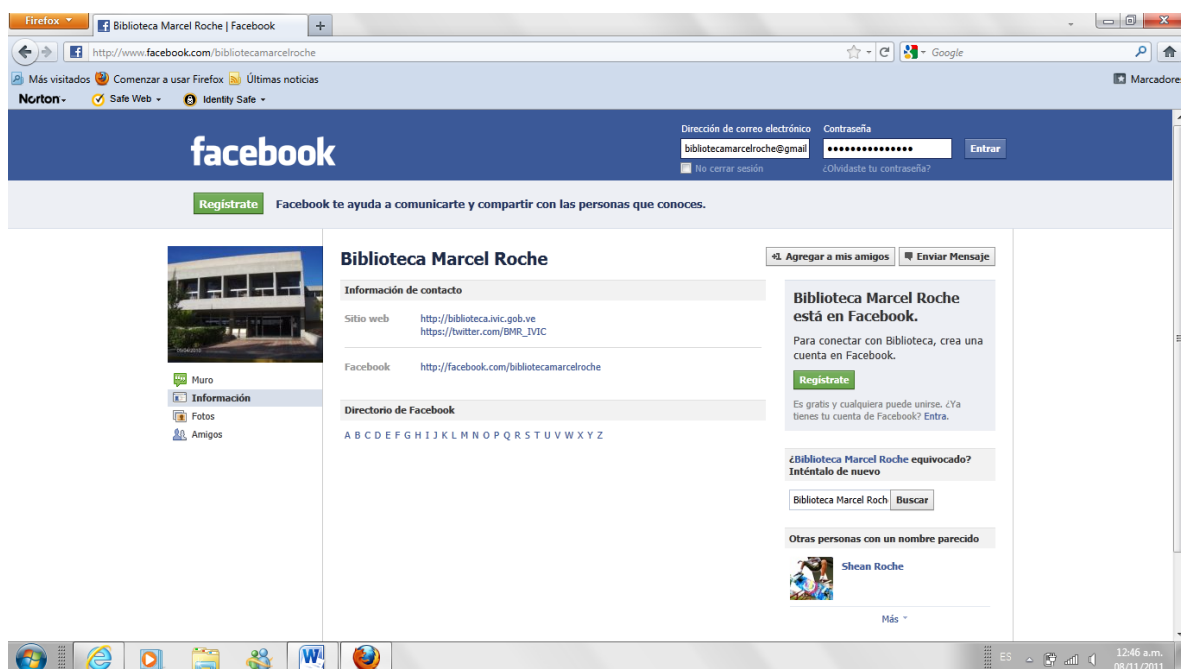 Firefox
Biblioteca Marcel Roche | Facebook
http://www.facebook.com/bibliotecamarcelroche
Google
Más visitados Comenzar a usar Firefox Últimas noticias
Marcadores
Norton Safe Web Identity Safe
facebook
Dirección de correo electrónico Contraseña
bibliotecamarcelroche@gmail Entrar
No cerrar sesión ¿Olvidaste tu contraseña?
Regístrate Facebook te ayuda a comunicarte y compartir con las personas que conoces.
Biblioteca Marcel Roche
+1 Agregar a mis amigos Enviar Mensaje
Información de contacto
Sitio web http://biblioteca.ivic.gob.ve
https://twitter.com/BMR_IVIC
Facebook http://facebook.com/bibliotecamarcelroche
Directorio de Facebook
A B C D E F G H I J K L M N O P Q R S T U V W X Y Z
Muro
Información
Fotos
Amigos
Biblioteca Marcel Roche
está en Facebook.
Para conectar con Biblioteca, crea una
cuenta en Facebook.
Regístrate
Es gratis y cualquiera puede unirse. ¿Ya
tienes tu cuenta de Facebook? Entra.
¿Biblioteca Marcel Roche equivocado?
Inténtalo de nuevo
Biblioteca Marcel Roch Buscar
Otras personas con un nombre parecido
Shean Roche
Más
ES
12:46 a.m.
08/11/2011